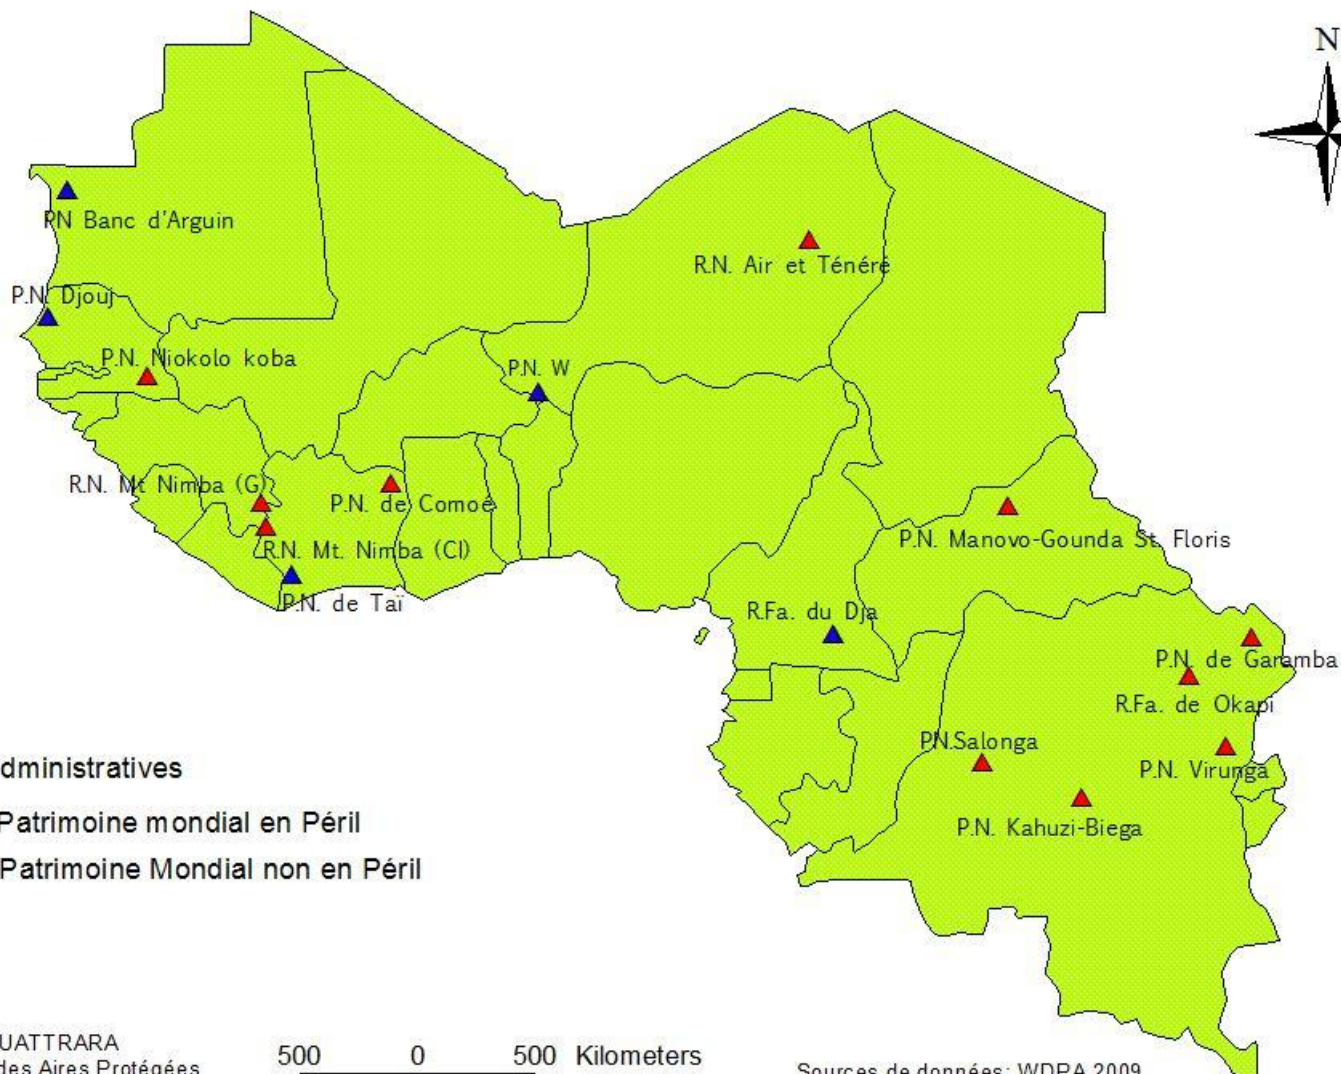 N
PN Banc d'Arguin
R.N. Air et Ténéré
P.N. Djouj
P.N. Niokolo koba
P.N. W
R.N. Mt Nimba (G)
P.N. de Comoé
R.N. Mt. Nimba (CI)
P.N. Manovo-Gounda St. Floris
P.N. de Taï
R.Fa. du Dja
P.N. de Garamba
R.Fa. de Okapi
PN.Salonga
P.N. Virunga
P.N. Kahuzi-Biega
dministratives
Patrimoine mondial en Péril
Patrimoine Mondial non en Péril
UATTRARA
des Aires Protégées
500 0 500 Kilometers
Sources de données: WDPA 2009